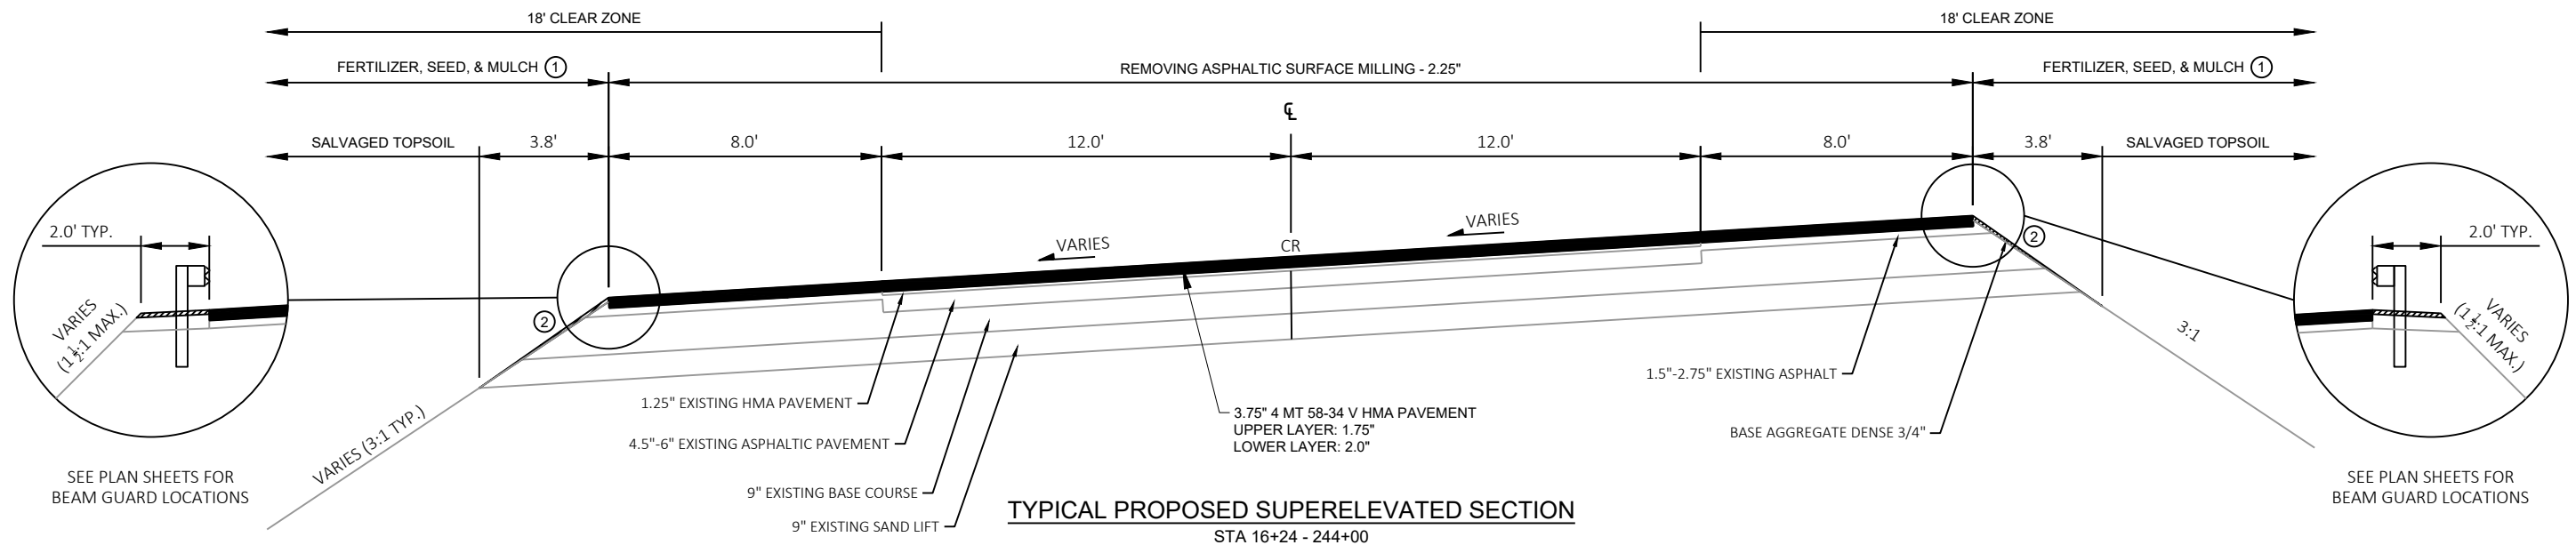 18' CLEAR ZONE
18' CLEAR ZONE
FERTILIZER, SEED, & MULCH 1
REMOVING ASPHALTIC SURFACE MILLING - 2.25"
FERTILIZER, SEED, & MULCH 1
℄
SALVAGED TOPSOIL
3.8'
8.0'
12.0'
12.0'
8.0'
3.8'
SALVAGED TOPSOIL
2.0' TYP.
VARIES
(1 1/2:1 MAX.)
2
VARIES
CR
VARIES
2
2.0' TYP.
VARIES
(1 1/2:1 MAX.)
3:1
VARIES (3:1 TYP.)
1.25" EXISTING HMA PAVEMENT
4.5"-6" EXISTING ASPHALTIC PAVEMENT
9" EXISTING BASE COURSE
9" EXISTING SAND LIFT
3.75" 4 MT 58-34 V HMA PAVEMENT
UPPER LAYER: 1.75"
LOWER LAYER: 2.0"
1.5"-2.75" EXISTING ASPHALT
BASE AGGREGATE DENSE 3/4"
SEE PLAN SHEETS FOR
BEAM GUARD LOCATIONS
SEE PLAN SHEETS FOR
BEAM GUARD LOCATIONS
TYPICAL PROPOSED SUPERELEVATED SECTION
STA 16+24 - 244+00